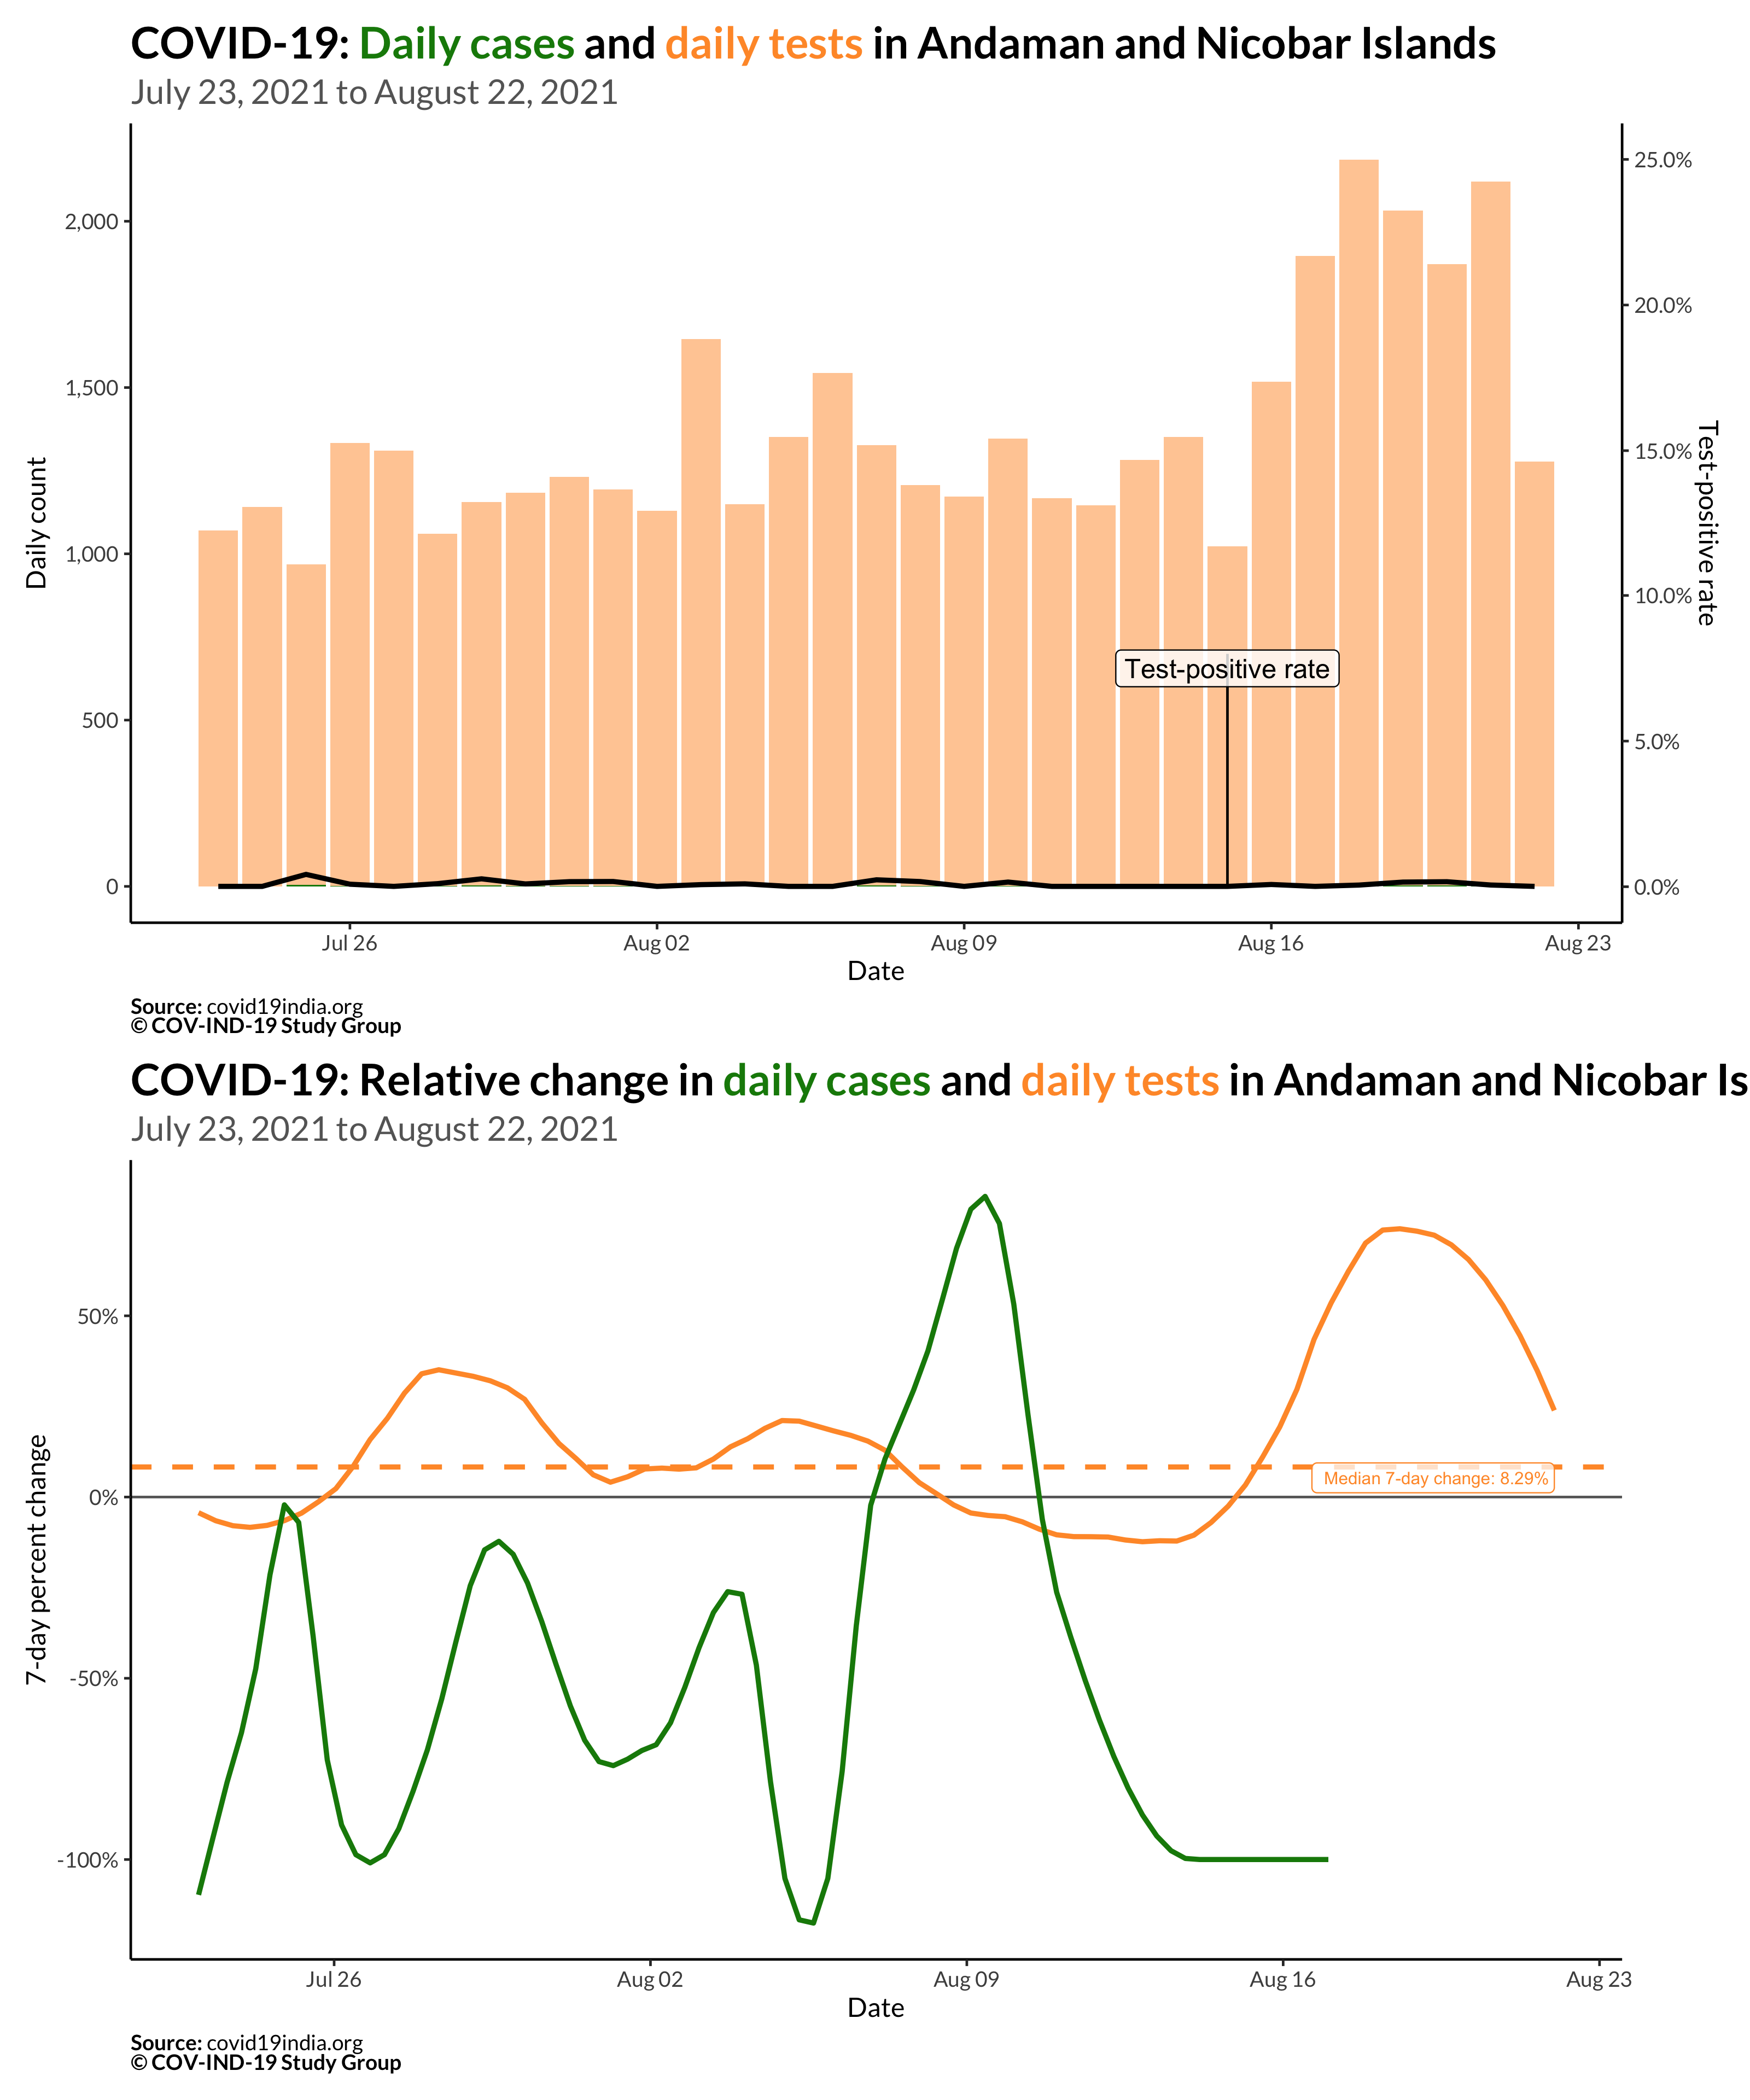 COVID-19: Daily cases and daily tests in Andaman and Nicobar Islands
July 23, 2021 to August 22, 2021
Daily count
2,000
1,500
1,000
500
0
25.0%
20.0%
15.0%
10.0%
5.0%
0.0%
Test-positive rate
Test-positive rate
Jul 26
Aug 02
Aug 09
Aug 16
Aug 23
Date
Source: covid19india.org
© COV-IND-19 Study Group
COVID-19: Relative change in daily cases and daily tests in Andaman and Nicobar Is
July 23, 2021 to August 22, 2021
7-day percent change
50%
0%
-50%
-100%
Median 7-day change: 8.29%
Jul 26
Aug 02
Aug 09
Aug 16
Aug 23
Date
Source: covid19india.org
© COV-IND-19 Study Group